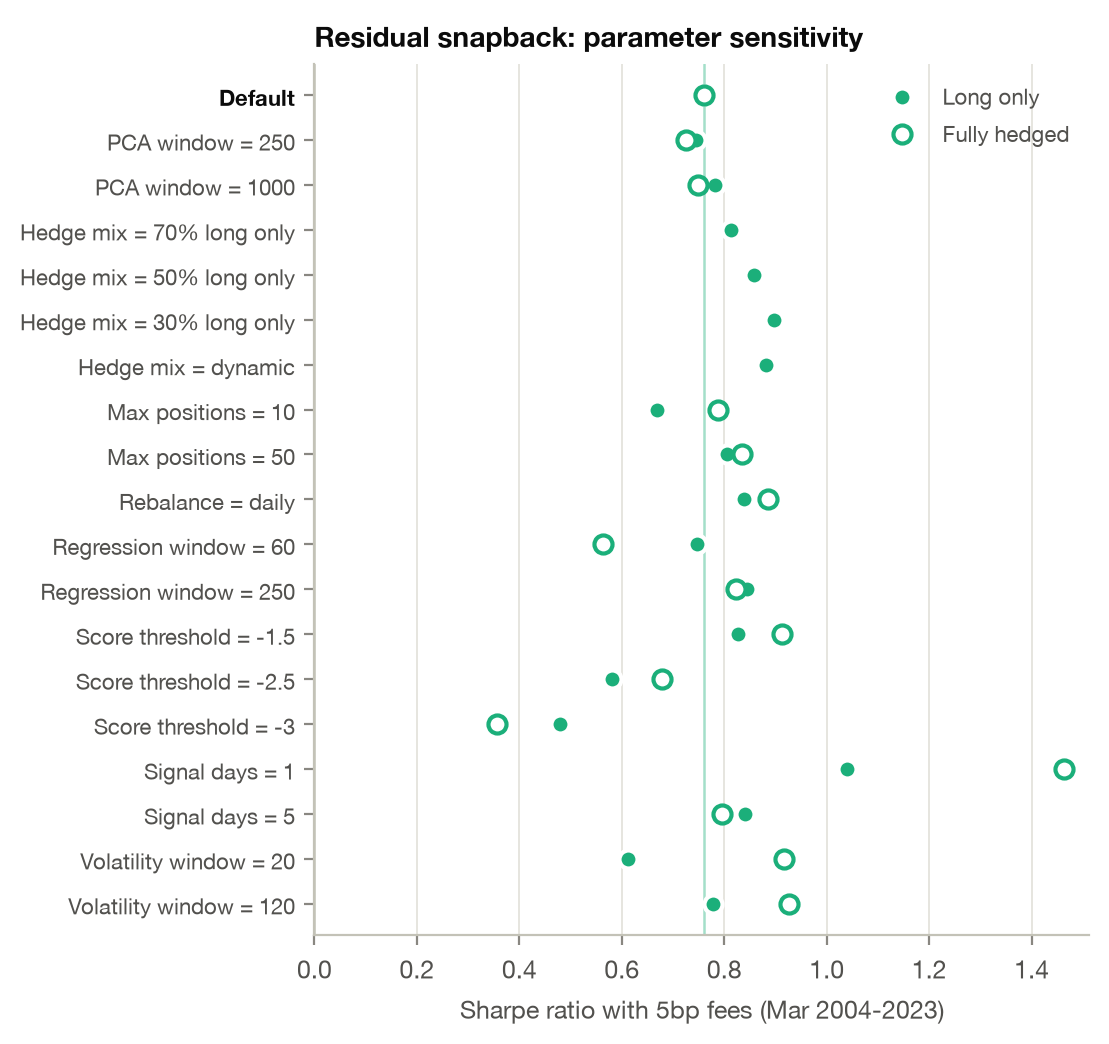 Residual snapback: parameter sensitivity
Default
Long only
PCA window = 250
Fully hedged
PCA window = 1000
Hedge mix = 70% long only
Hedge mix = 50% long only
Hedge mix = 30% long only
Hedge mix = dynamic
Max positions = 10
Max positions = 50
Rebalance = daily
Regression window = 60
Regression window = 250
Score threshold = -1.5
Score threshold = -2.5
Score threshold = -3
Signal days = 1
Signal days = 5
Volatility window = 20
Volatility window = 120
0.0 0.2 0.4 0.6 0.8 1.0 1.2 1.4
Sharpe ratio with 5bp fees (Mar 2004-2023)